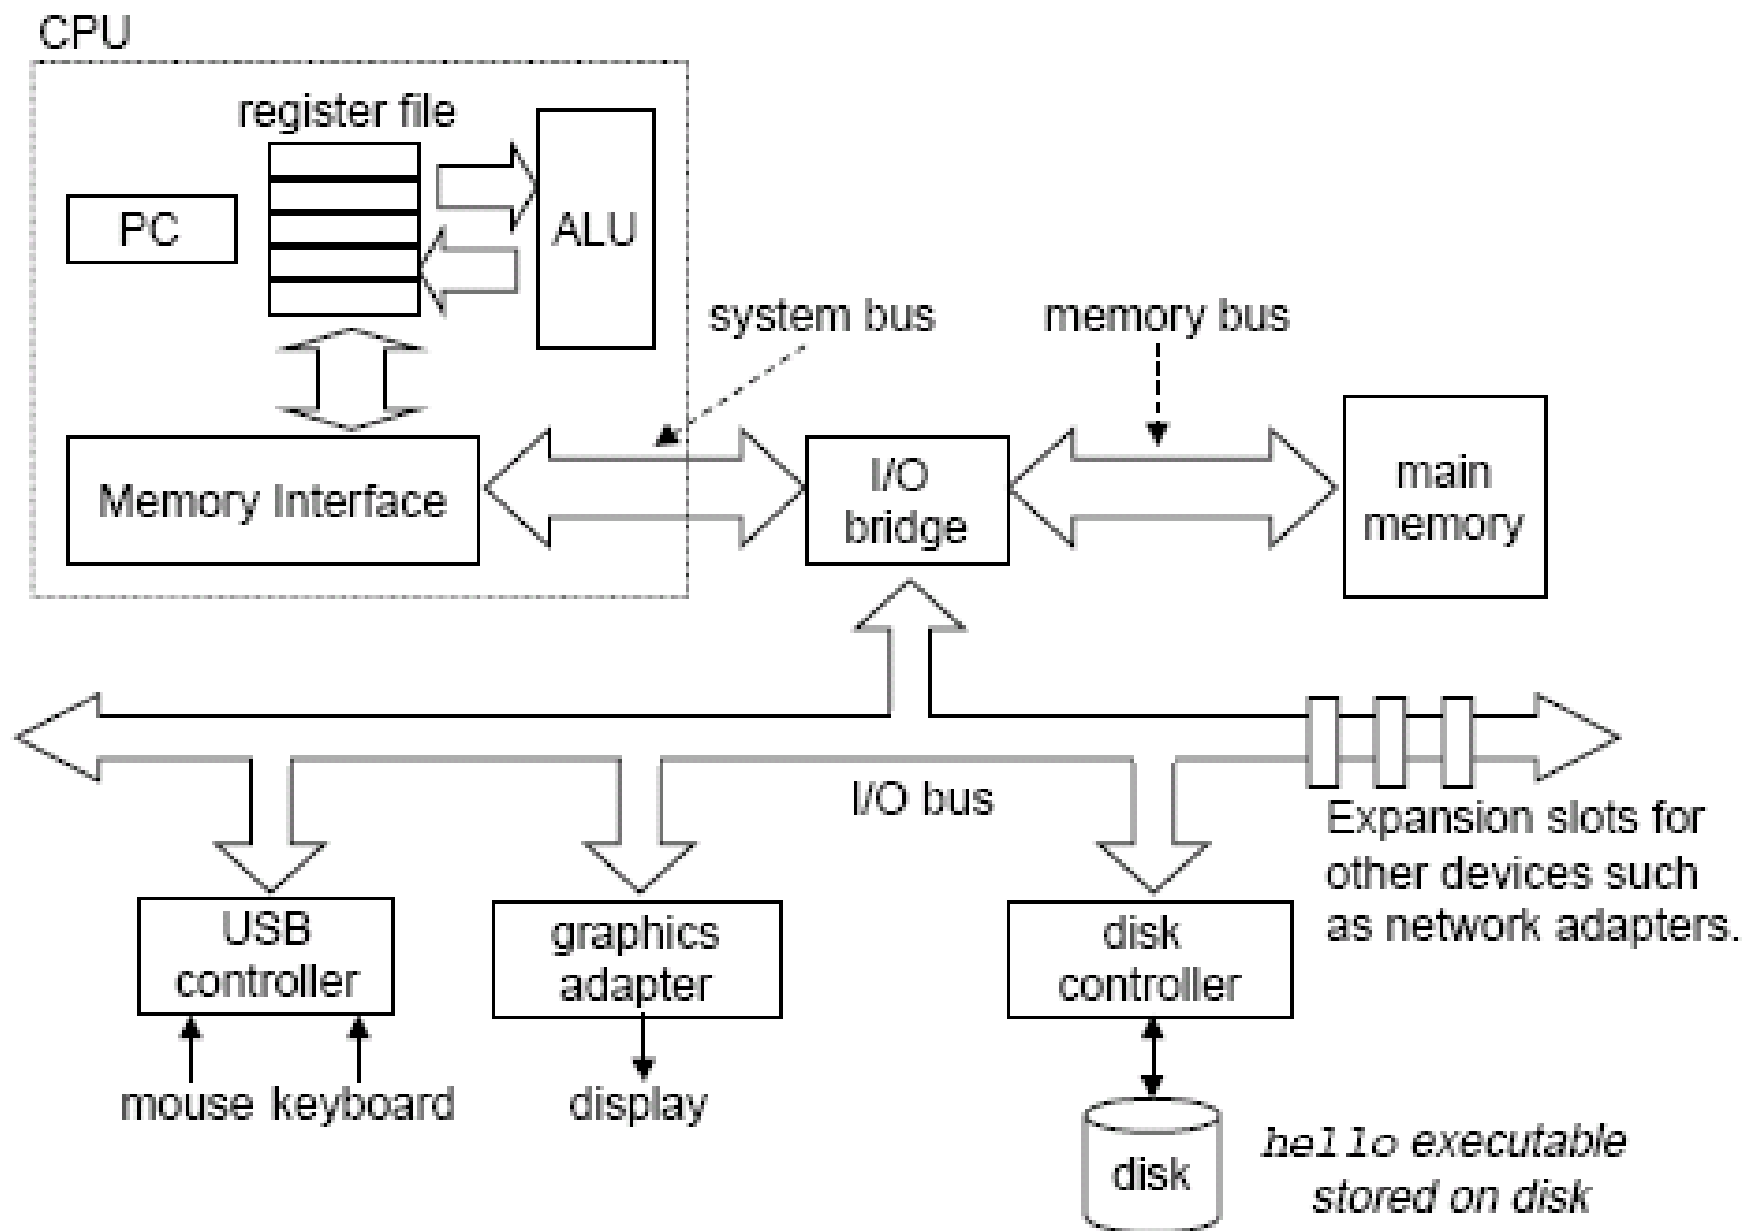 CPU
register file
PC
ALU
system bus
memory bus
Memory Interface
I/O
bridge
main
memory
I/O bus
Expansion slots for
other devices such
as network adapters.
USB
controller
graphics
adapter
disk
controller
mouse keyboard
display
disk
hello executable
stored on disk